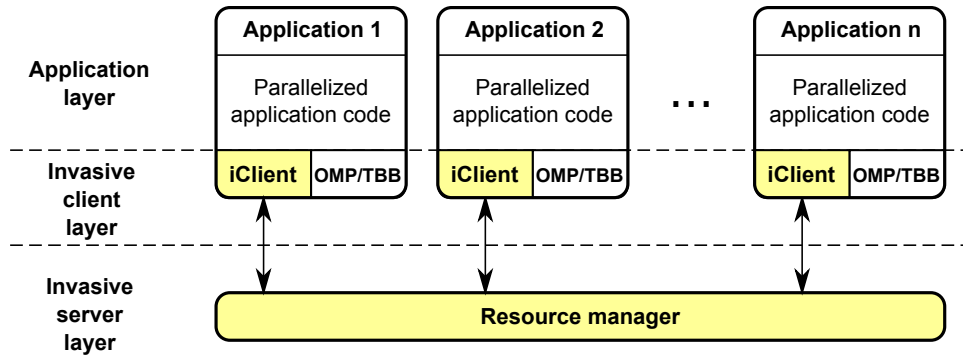 Application 1
Application 2
Application n
Application
layer
Parallelized
application code
Parallelized
application code
...
Parallelized
application code
Invasive
client
layer
iClient
OMP/TBB
iClient
OMP/TBB
iClient
OMP/TBB
Invasive
server
layer
Resource manager